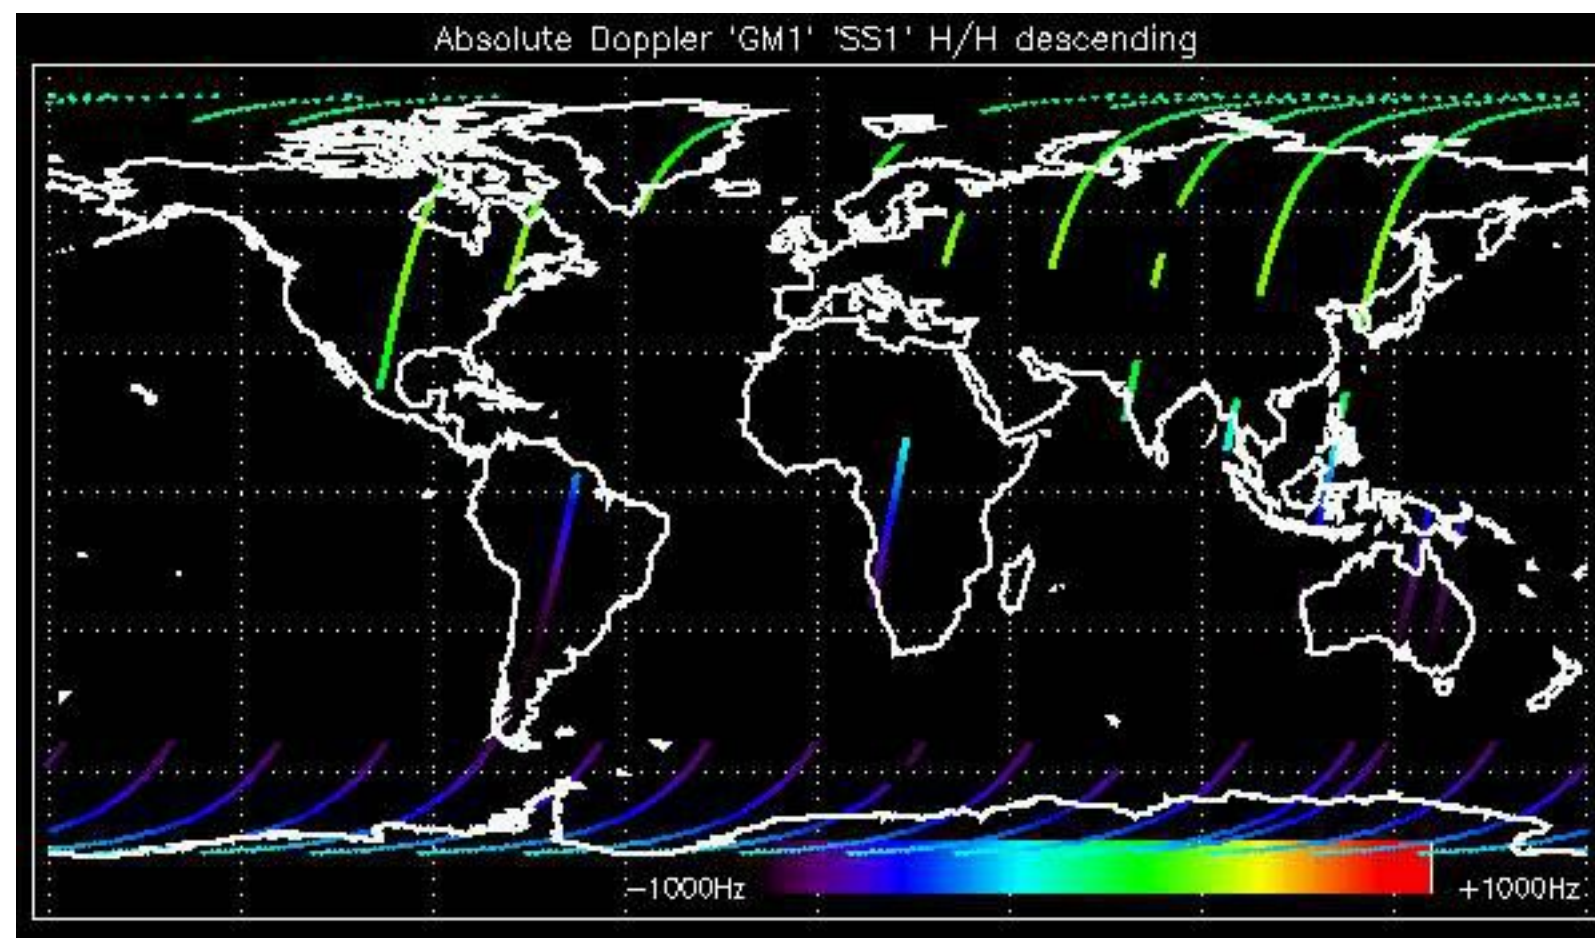 Absolute Doppler 'GM1' 'SS1' H/H descending
−1000Hz +1000Hz